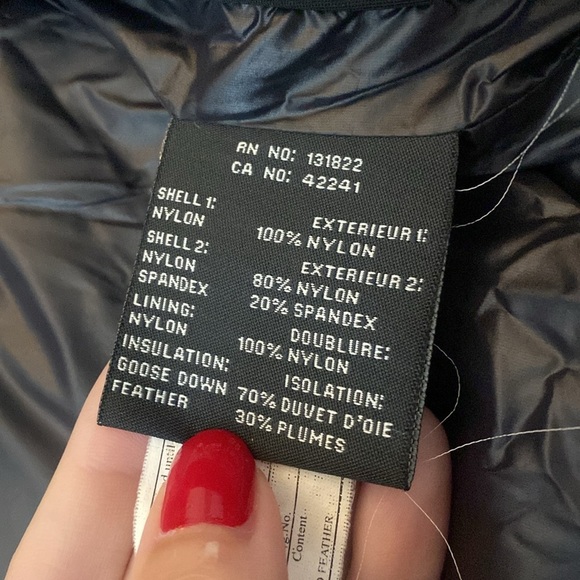 RN NO: 131822
CA NO: 42241
SHELL 1: EXTERIEUR 1:
NYLON 100% NYLON
SHELL 2: EXTERIEUR 2:
NYLON 80% NYLON
SPANDEX 20% SPANDEX
LINING: DOUBLURE:
NYLON 100% NYLON
INSULATION: ISOLATION:
GOOSE DOWN 70% DUVET D'OIE
FEATHER 30% PLUMES
Content
FEATHER